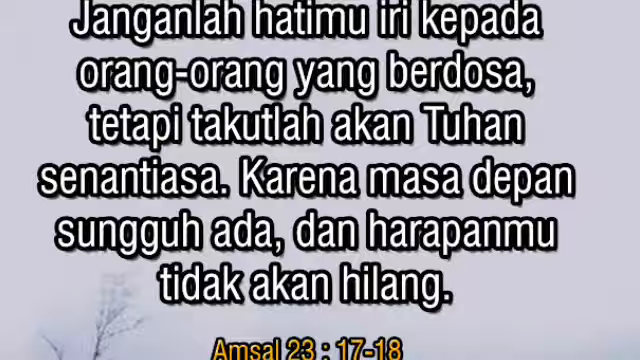 Janganlah hatimu iri kepada
orang-orang yang berdosa,
tetapi takutlah akan Tuhan
senantiasa. Karena masa depan
sungguh ada, dan harapanmu
tidak akan hilang.
Amsal 23 : 17-18